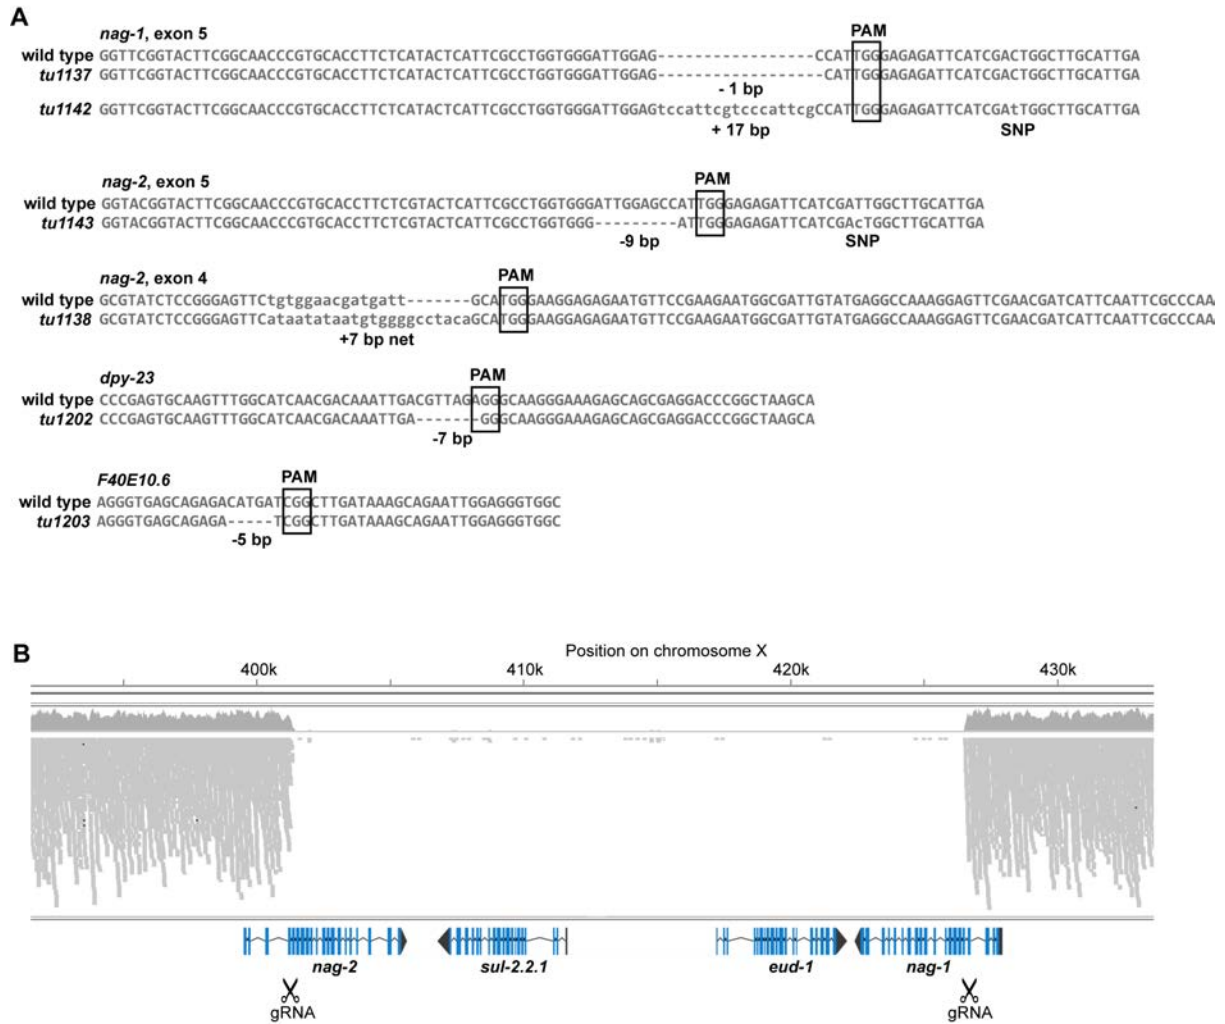 A
nag-1, exon 5
PAM
wild type GGTTCGGTACTTCGGCAACCCGTGCACCTTCTCATACTCATTCGCCTGGTGGGATTGGAG-----------------CCATTGGGAGAGATTCATCGACTGGCTTGCATTGA
tu1137 GGTTCGGTACTTCGGCAACCCGTGCACCTTCTCATACTCATTCGCCTGGTGGGATTGGAG------------------CATTGGGAGAGATTCATCGACTGGCTTGCATTGA
- 1 bp
tu1142 GGTTCGGTACTTCGGCAACCCGTGCACCTTCTCATACTCATTCGCCTGGTGGGATTGGAGtccattcgtcccattcgCCATTGGGAGAGATTCATCGAtTGGCTTGCATTGA
+ 17 bp
SNP
nag-2, exon 5
PAM
wild type GGTACGGTACTTCGGCAACCCGTGCACCTTCTCGTACTCATTCGCCTGGTGGGATTGGAGCCATTGGGAGAGATTCATCGATTGGCTTGCATTGA
tu1143 GGTACGGTACTTCGGCAACCCGTGCACCTTCTCGTACTCATTCGCCTGGTGGG---------ATTGGGAGAGATTCATCGAcTGGCTTGCATTGA
-9 bp
SNP
nag-2, exon 4
PAM
wild type GCGTATCTCCGGGAGTTCtgtggaacgatgatt-------GCATGGGAAGGAGAGAATGTTCCGAAGAATGGCGATTGTATGAGGCCAAAGGAGTTCGAACGATCATTCAATTCGCCCAA
tu1138 GCGTATCTCCGGGAGTTCataatataatgtggggcctacaGCATGGGAAGGAGAGAATGTTCCGAAGAATGGCGATTGTATGAGGCCAAAGGAGTTCGAACGATCATTCAATTCGCCCAA
+7 bp net
dpy-23
PAM
wild type CCCGAGTGCAAGTTTGGCATCAACGACAAATTGACGTTAGAGGGCAAGGGAAAGAGCAGCGAGGACCCGGCTAAGCA
tu1202 CCCGAGTGCAAGTTTGGCATCAACGACAAATTGA-------GGGCAAGGGAAAGAGCAGCGAGGACCCGGCTAAGCA
-7 bp
F40E10.6
PAM
wild type AGGGTGAGCAGAGACATGATCGGCTTGATAAAGCAGAATTGGAGGGTGGC
tu1203 AGGGTGAGCAGAGA-----TCGGCTTGATAAAGCAGAATTGGAGGGTGGC
-5 bp
B
Position on chromosome X
400k 410k 420k 430k
nag-2 sul-2.2.1 eud-1 nag-1
gRNA gRNA